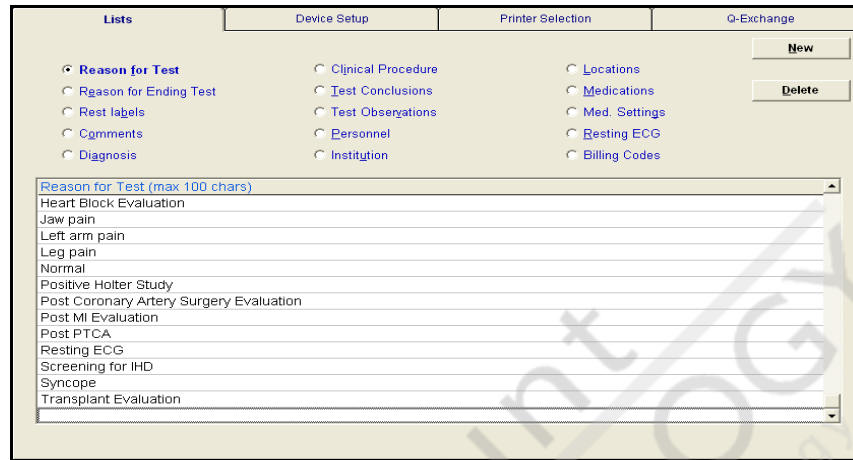 Lists Device Setup Printer Selection Q-Exchange
New
Reason for Test Clinical Procedure Locations
Reason for Ending Test Test Conclusions Medications Delete
Rest labels Test Observations Med. Settings
Comments Personnel Resting ECG
Diagnosis Institution Billing Codes
Reason for Test (max 100 chars)
Heart Block Evaluation
Jaw pain
Left arm pain
Leg pain
Normal
Positive Holter Study
Post Coronary Artery Surgery Evaluation
Post MI Evaluation
Post PTCA
Resting ECG
Screening for IHD
Syncope
Transplant Evaluation